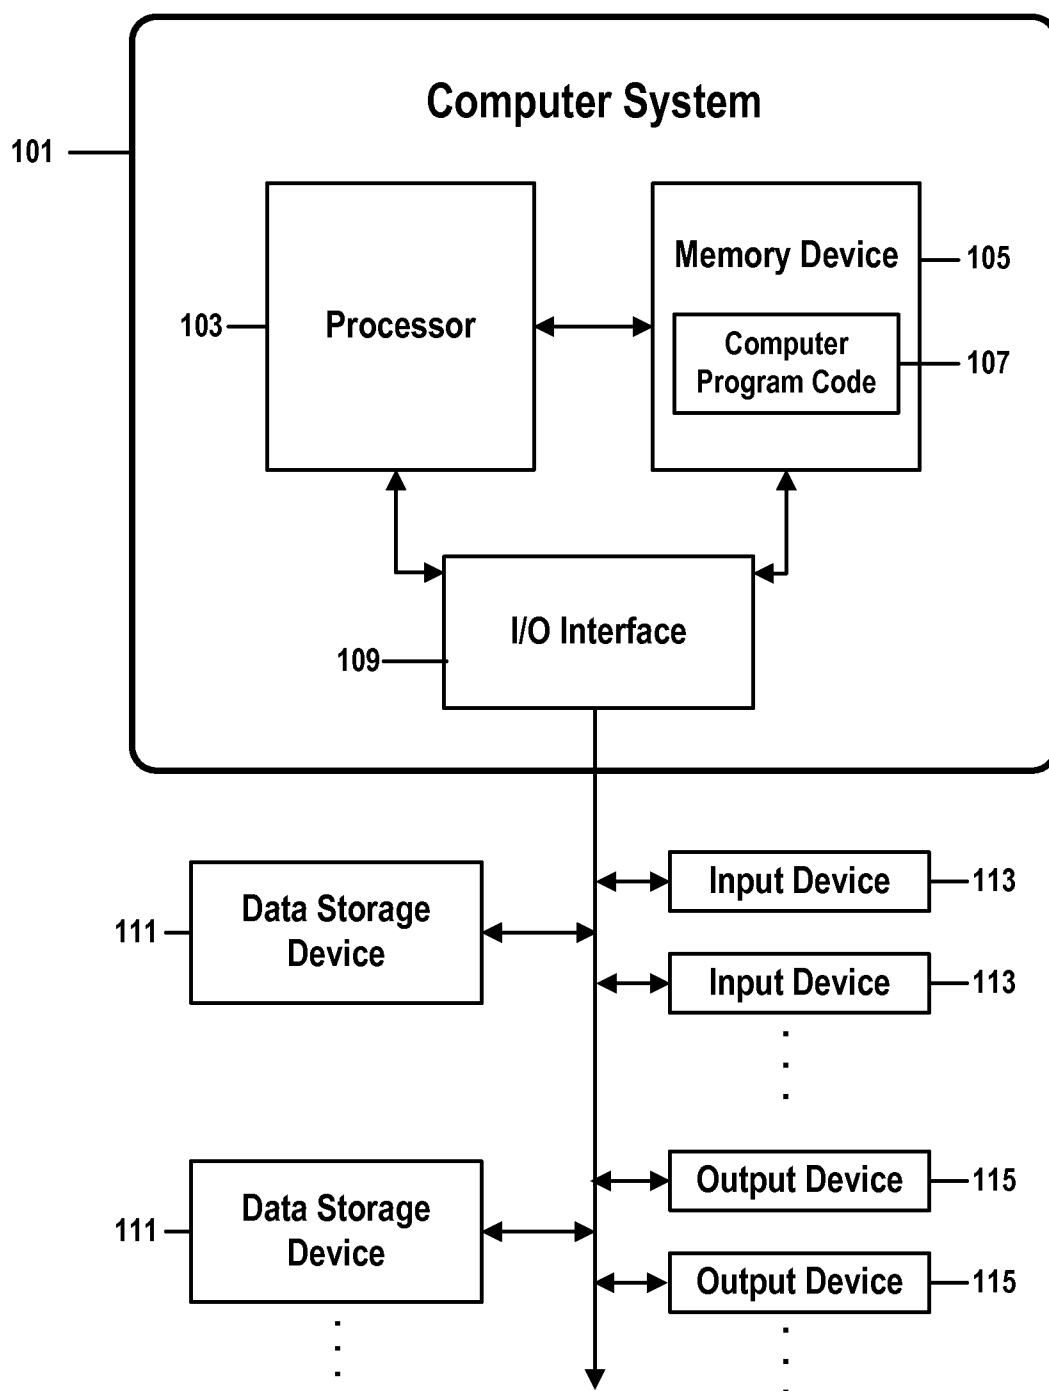 Computer System
101
Memory Device
105
Processor
103
Computer
Program Code
107
I/O Interface
109
Input Device
113
Data Storage
Device
111
Input Device
113
Output Device
115
Data Storage
Device
111
Output Device
115